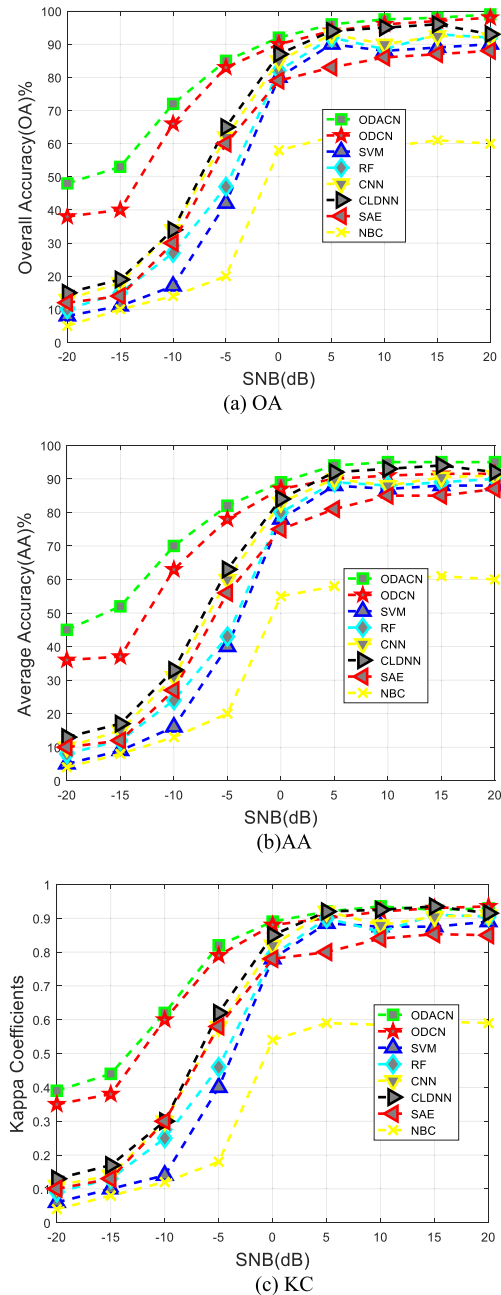 100
90
80
70
60
50
40
30
20
10
0
Overall Accuracy(OA)%
ODACN
ODCN
SVM
RF
CNN
CLDNN
SAE
NBC
-20 -15 -10 -5 0 5 10 15 20
SNB(dB)
(a) OA
100
90
80
70
60
50
40
30
20
10
0
Average Accuracy(AA)%
ODACN
ODCN
SVM
RF
CNN
CLDNN
SAE
NBC
-20 -15 -10 -5 0 5 10 15 20
SNB(dB)
(b)AA
1
0.9
0.8
0.7
0.6
0.5
0.4
0.3
0.2
0.1
0
Kappa Coefficients
ODACN
ODCN
SVM
RF
CNN
CLDNN
SAE
NBC
-20 -15 -10 -5 0 5 10 15 20
SNB(dB)
(c) KC